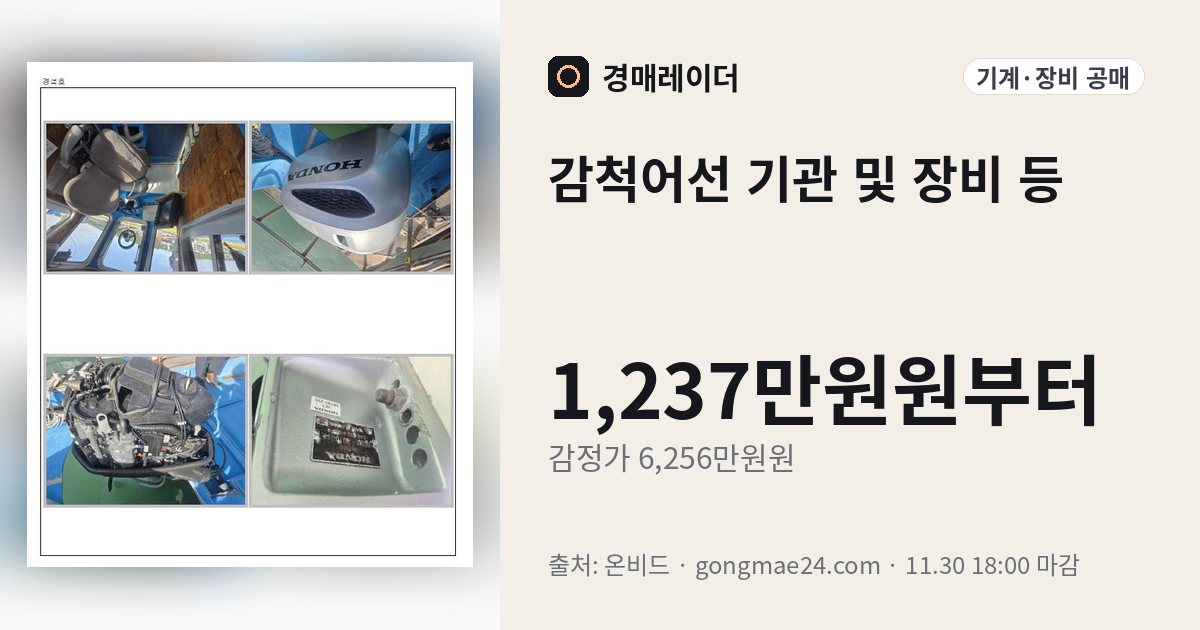 경매레이더
기계·장비 공매
감척어선 기관 및 장비 등
1,237만원원부터
감정가 6,256만원원
출처: 온비드 · gongmae24.com · 11.30 18:00 마감
HONDA
HONDA